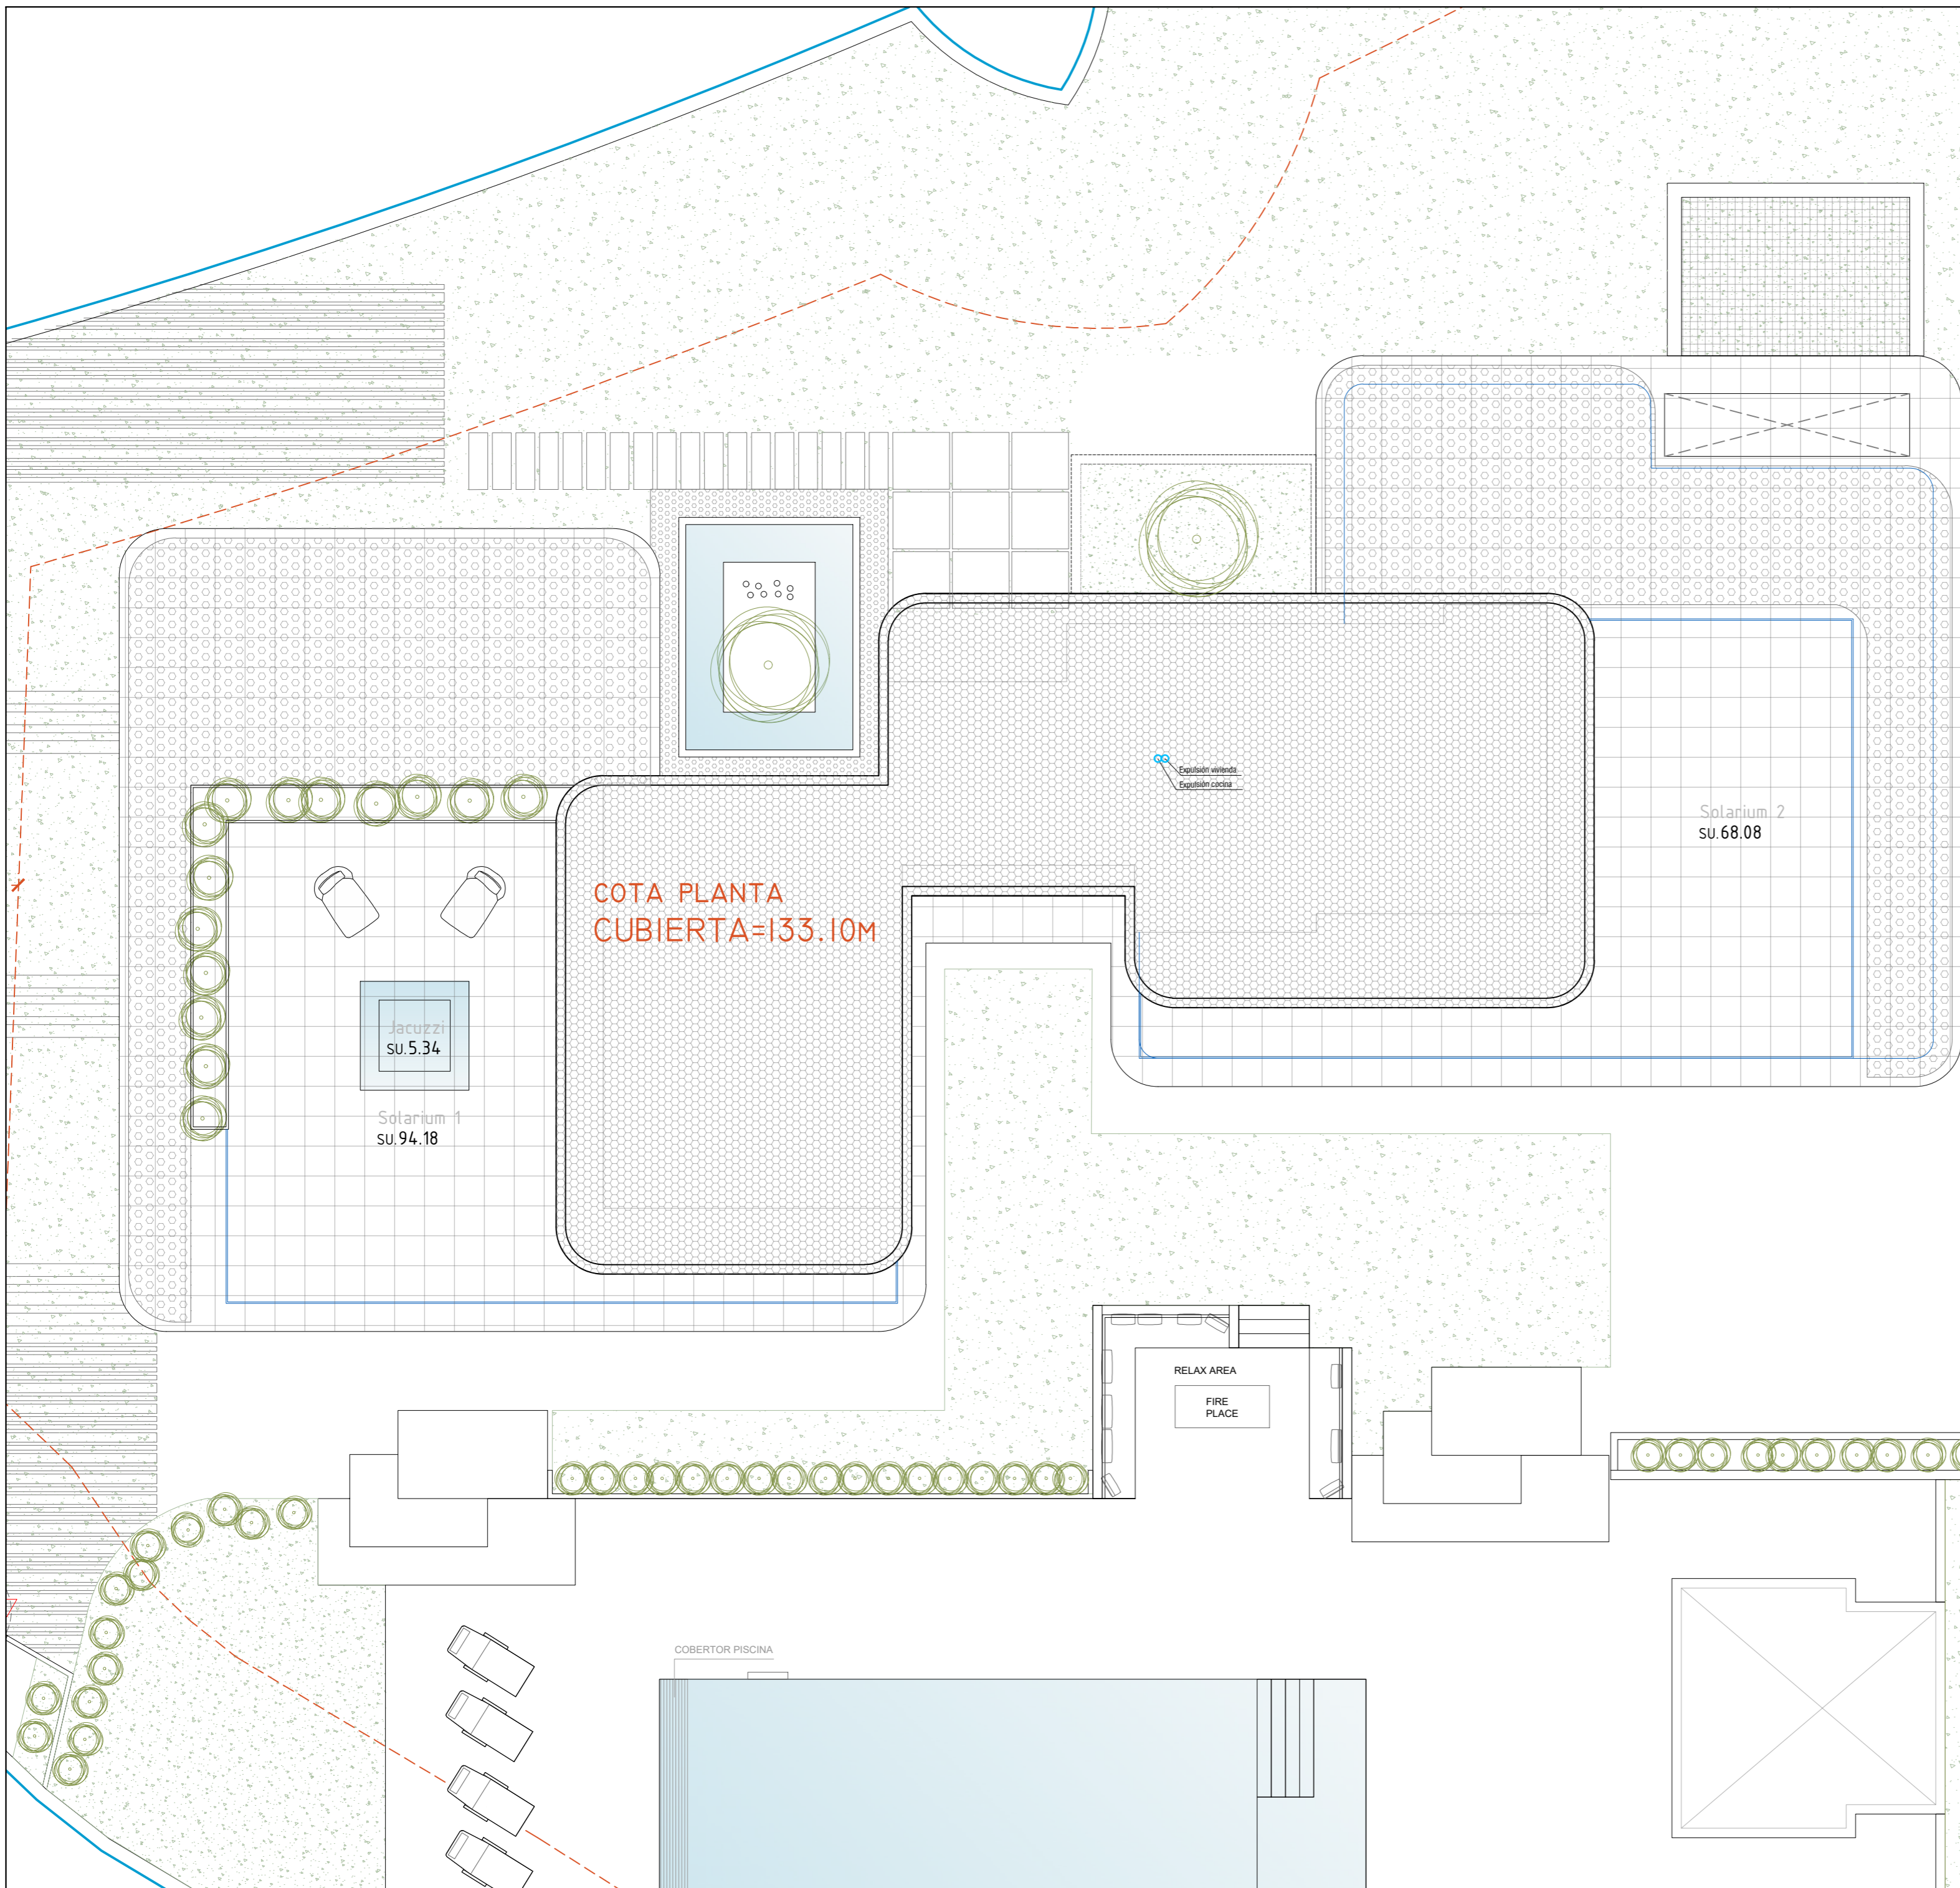 Expulsión vivienda
Expulsión cocina
Solarium 2
SU.68.08
COTA PLANTA
CUBIERTA=133.10M
Jacuzzi
SU.5.34
Solarium 1
SU.94.18
RELAX AREA
FIRE
PLACE
COBERTOR PISCINA